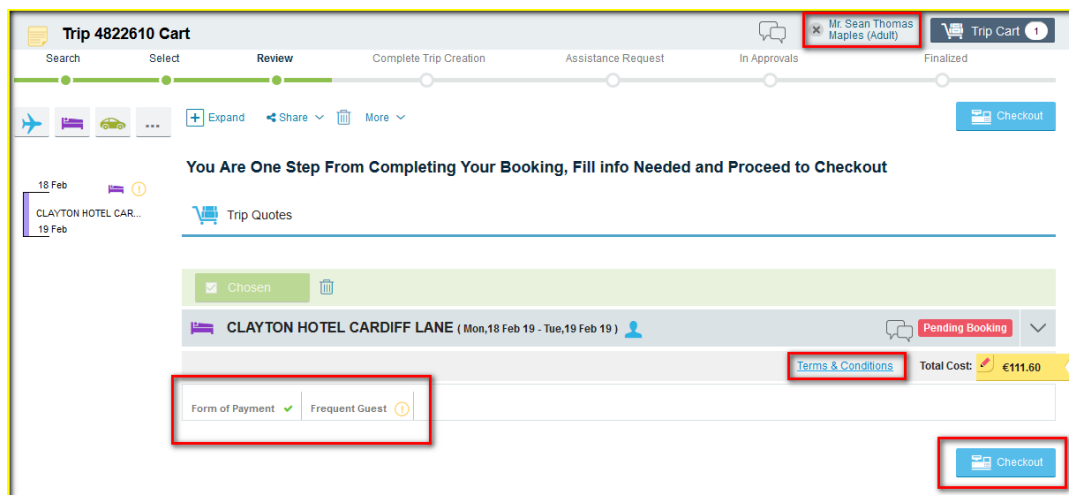 Trip 4822610 Cart
Mr. Sean Thomas
Maples (Adult)
Trip Cart 1
Search Select Review Complete Trip Creation Assistance Request In Approvals Finalized
... Expand Share More Checkout
You Are One Step From Completing Your Booking, Fill info Needed and Proceed to Checkout
18 Feb
CLAYTON HOTEL CAR...
19 Feb
Trip Quotes
Chosen
CLAYTON HOTEL CARDIFF LANE ( Mon,18 Feb 19 - Tue,19 Feb 19 ) Pending Booking
Terms & Conditions Total Cost: €111.60
Form of Payment Frequent Guest
Checkout